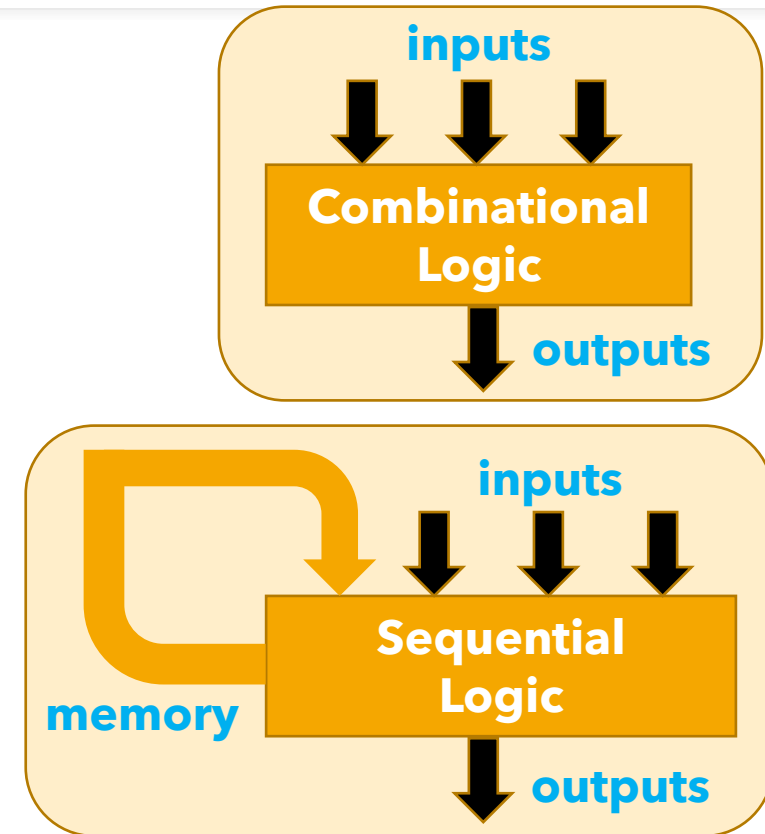 inputs
Combinational
Logic
outputs
inputs
Sequential
Logic
memory
outputs